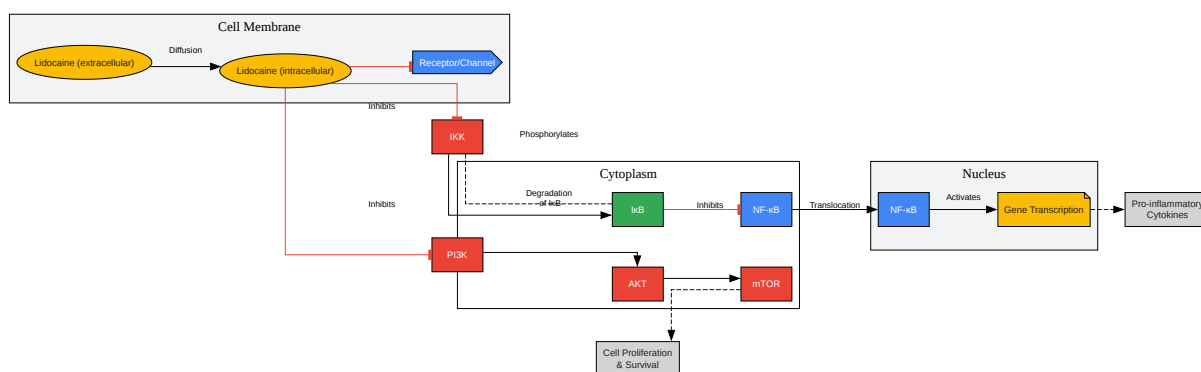 Cell Membrane
Lidocaine (extracellular)
Diffusion
Lidocaine (intracellular)
Receptor/Channel
Inhibits
IKK
Phosphorylates
Cytoplasm
Degradation
of IκB
IκB
Inhibits
NF-κB
Translocation
Nucleus
NF-κB
Activates
Gene Transcription
Pro-inflammatory
Cytokines
Inhibits
PI3K
AKT
mTOR
Cell Proliferation
& Survival